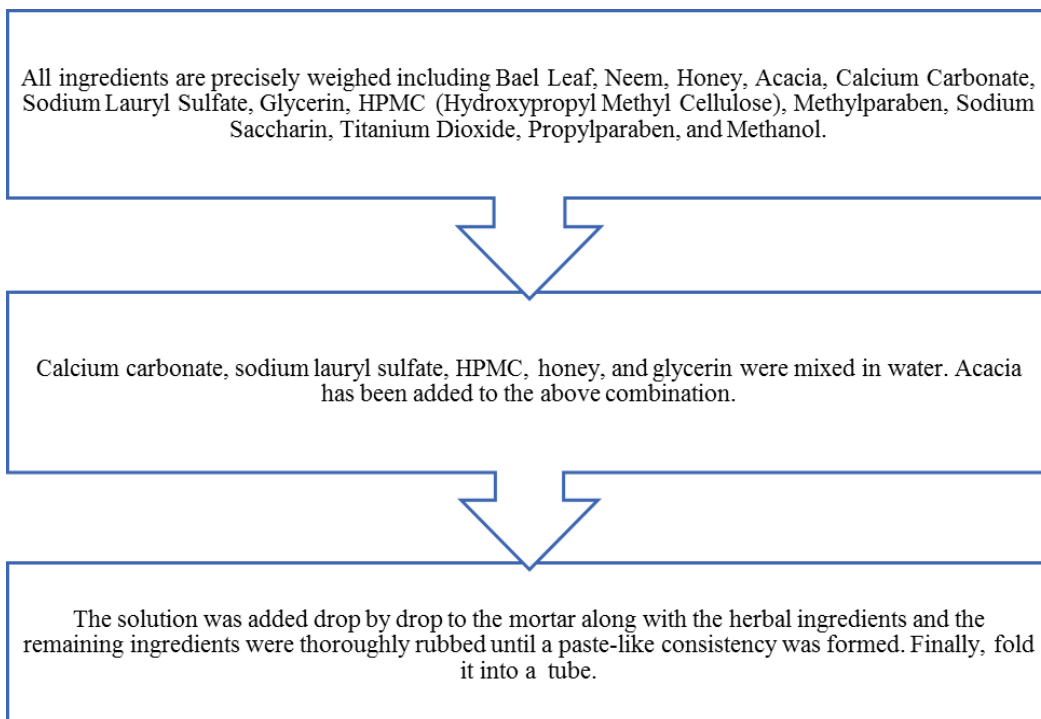 All ingredients are precisely weighed including Bael Leaf, Neem, Honey, Acacia, Calcium Carbonate,
Sodium Lauryl Sulfate, Glycerin, HPMC (Hydroxypropyl Methyl Cellulose), Methylparaben, Sodium
Saccharin, Titanium Dioxide, Propylparaben, and Methanol.
Calcium carbonate, sodium lauryl sulfate, HPMC, honey, and glycerin were mixed in water. Acacia
has been added to the above combination.
The solution was added drop by drop to the mortar along with the herbal ingredients and the
remaining ingredients were thoroughly rubbed until a paste-like consistency was formed. Finally, fold
it into a tube.